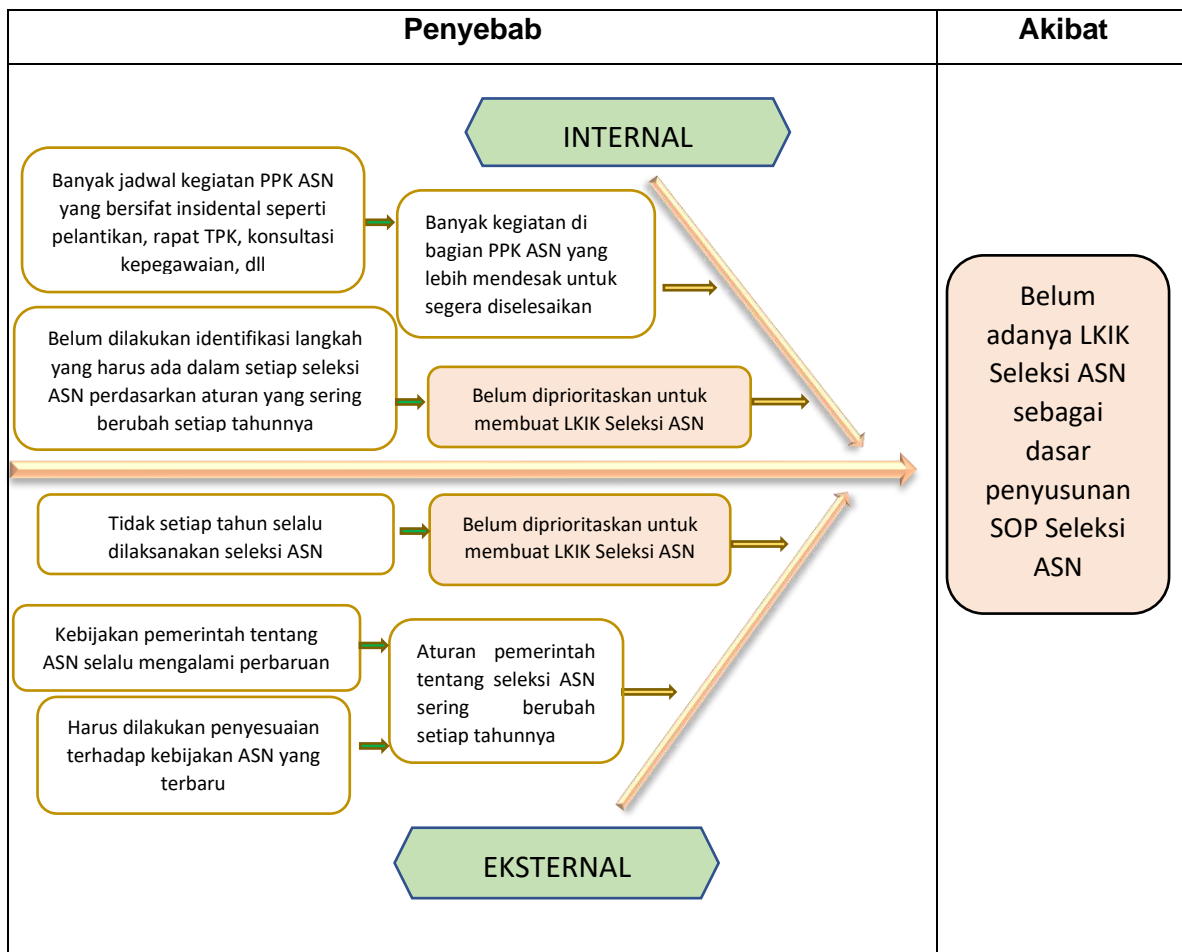 Penyebab
Akibat
INTERNAL
Banyak jadwal kegiatan PPK ASN
yang bersifat insidental seperti
pelantikan, rapat TPK, konsultasi
kepegawaian, dll
Banyak kegiatan di
bagian PPK ASN yang
lebih mendesak untuk
segera diselesaikan
Belum dilakukan identifikasi langkah
yang harus ada dalam setiap seleksi
ASN perdasarkan aturan yang sering
berubah setiap tahunnya
Belum diprioritaskan untuk
membuat LKIK Seleksi ASN
Tidak setiap tahun selalu
dilaksanakan seleksi ASN
Belum diprioritaskan untuk
membuat LKIK Seleksi ASN
Kebijakan pemerintah tentang
ASN selalu mengalami perbaruan
Harus dilakukan penyesuaian
terhadap kebijakan ASN yang
terbaru
Aturan pemerintah
tentang seleksi ASN
sering berubah
setiap tahunnya
EKSTERNAL
Belum
adanya LKIK
Seleksi ASN
sebagai
dasar
penyusunan
SOP Seleksi
ASN